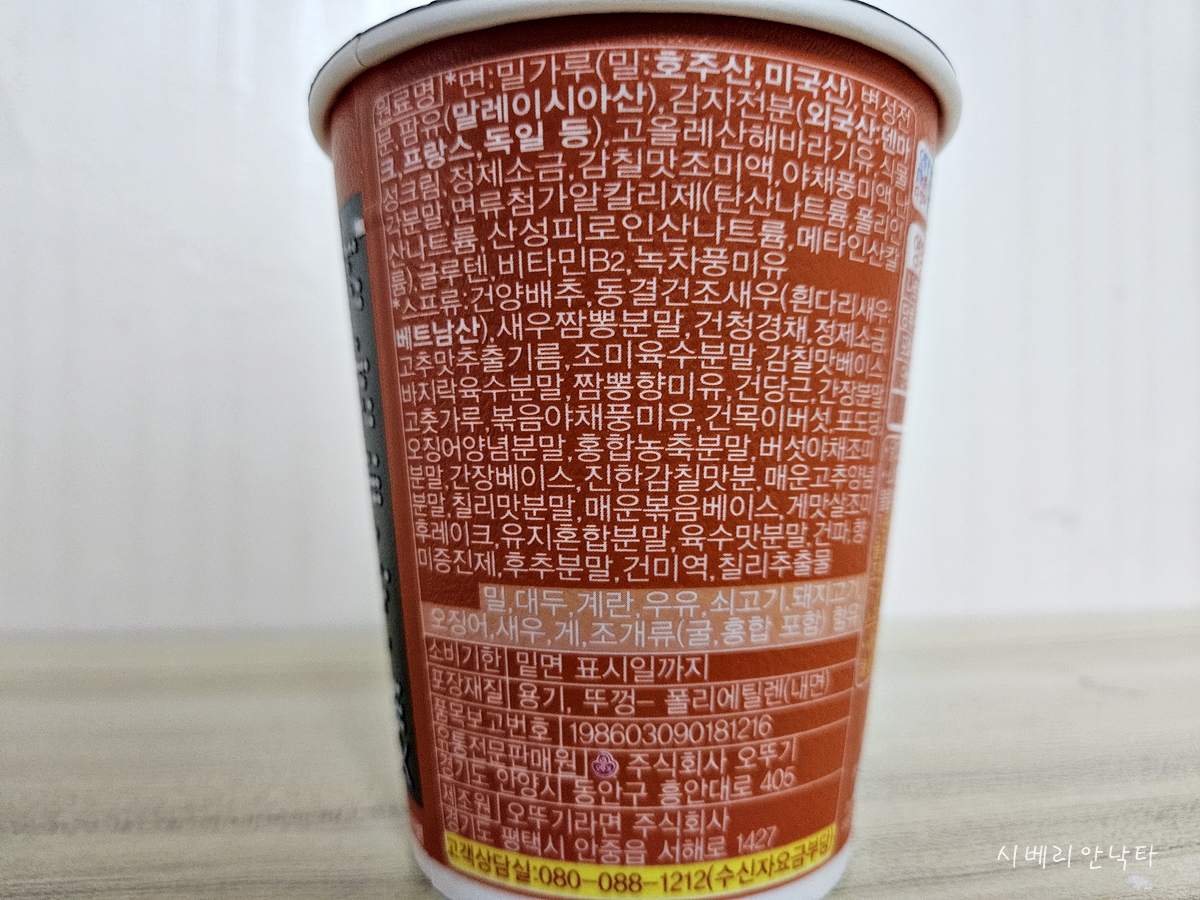 원료명 *면:밀가루(밀:호주산,미국산),변성전
분,팜유(말레이시아산),감자전분(외국산:덴마
크,프랑스,독일 등),고올레산해바라기유,식물
성크림,정제소금,감칠맛조미액,야채풍미액,
분말,면류첨가알칼리제(탄산나트륨,폴리인
산나트륨,산성피로인산나트륨,메타인산칼
륨),글루텐,비타민B2,녹차풍미유
*스프류:건양배추,동결건조새우(흰다리새우:
베트남산),새우짬뽕분말,건청경채,정제소금,
고추맛추출기름,조미육수분말,감칠맛베이스,
바지락육수분말,짬뽕향미유,건당근,간장분말,
고춧가루,볶음야채풍미유,건목이버섯,포도당,
오징어양념분말,홍합농축분말,버섯야채조미
분말,간장베이스,진한감칠맛분,매운고추양념
분말,칠리맛분말,매운볶음베이스,게맛살조미
후레이크,유지혼합분말,육수맛분말,건파,향
미증진제,후추분말,건미역,칠리추출물
밀,대두,계란,우유,쇠고기,돼지고기,
오징어,새우,게,조개류(굴,홍합 포함) 함유
소비기한 밑면 표시일까지
포장재질 용기, 뚜껑- 폴리에틸렌(내면)
품목보고번호 198603090181216
유통전문판매원 주식회사 오뚜기
경기도 안양시 동안구 흥안대로 405
제조원 오뚜기라면 주식회사
경기도 평택시 안중읍 서해로 1427
고객상담실:080-088-1212(수신자요금부담)
시베리안낙타